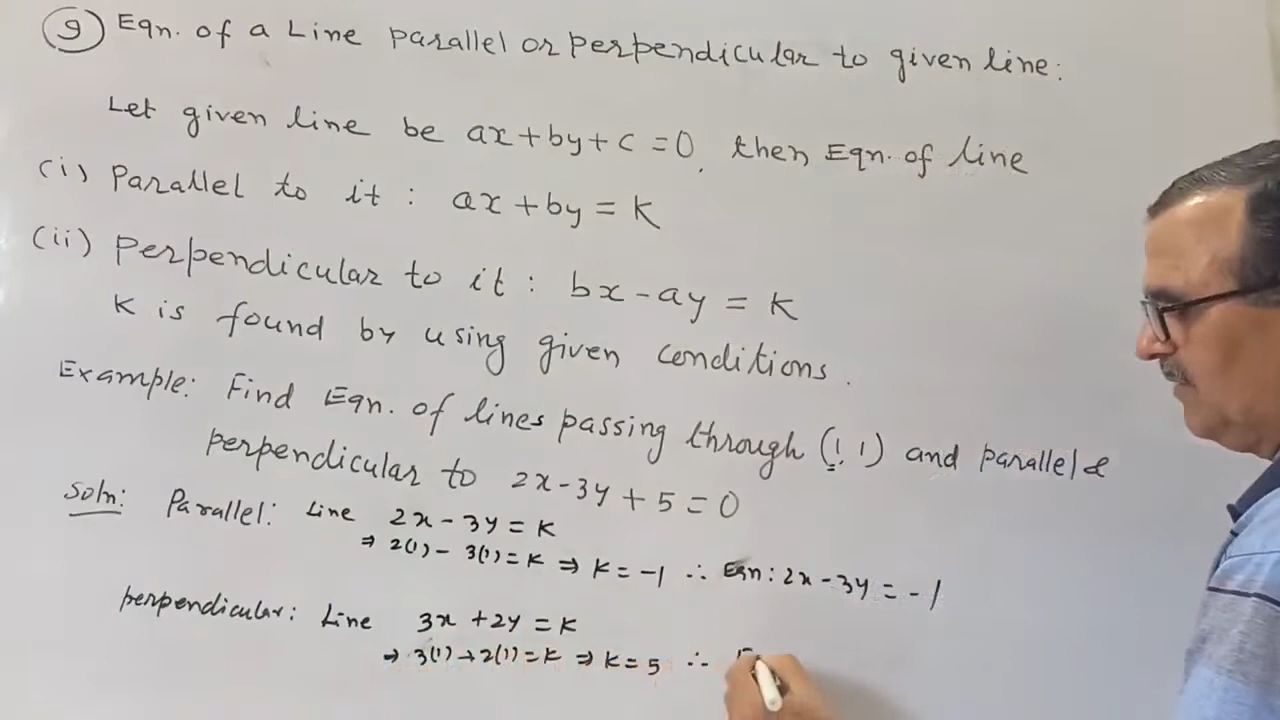 (9) Eqn. of a Line parallel or perpendicular to given line:
Let given line be ax+by+c=0, then Eqn. of line
(i) Parallel to it: ax+by=K
(ii) Perpendicular to it: bx-ay=K
K is found by using given conditions.
Example: Find Eqn. of lines passing through (1,1) and parallel &
perpendicular to 2x-3y+5=0
Soln: Parallel: Line 2x-3y=K
⇒ 2(1)-3(1)=K ⇒ K=-1 ∴ Eqn: 2x-3y=-1
perpendicular: Line 3x+2y=K
⇒ 3(1)+2(1)=K ⇒ K=5 ∴